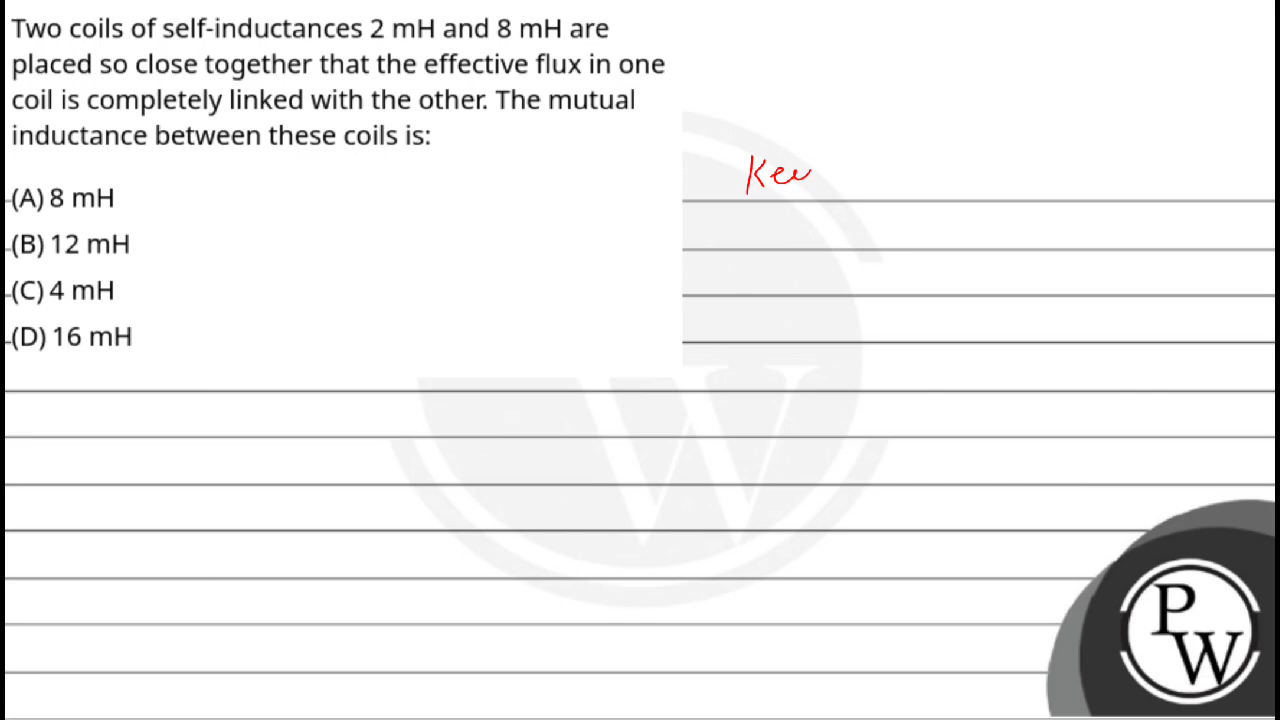 Two coils of self-inductances 2 mH and 8 mH are
placed so close together that the effective flux in one
coil is completely linked with the other. The mutual
inductance between these coils is:
(A) 8 mH
(B) 12 mH
(C) 4 mH
(D) 16 mH
Kee
P
W